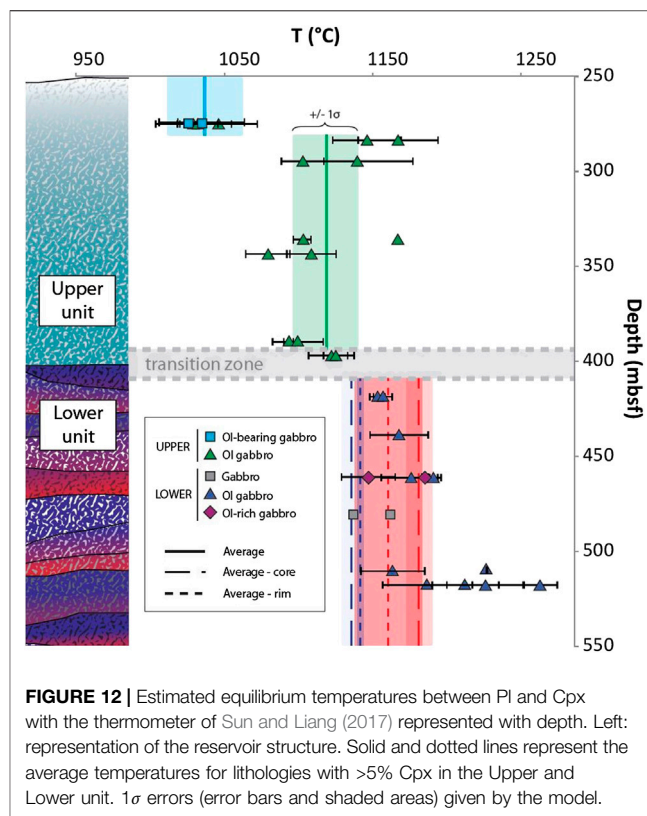 T (°C)
950 1050 1150 1250
250
+/- 1σ
300
350
Upper
unit
Depth (mbsf)
transition zone
400
Lower
unit
450
UPPER
Ol-bearing gabbro
Ol gabbro
LOWER
Gabbro
Ol gabbro
Ol-rich gabbro
500
Average
Average - core
Average - rim
550
FIGURE 12 | Estimated equilibrium temperatures between Pl and Cpx
with the thermometer of Sun and Liang (2017) represented with depth. Left:
representation of the reservoir structure. Solid and dotted lines represent the
average temperatures for lithologies with >5% Cpx in the Upper and
Lower unit. 1σ errors (error bars and shaded areas) given by the model.